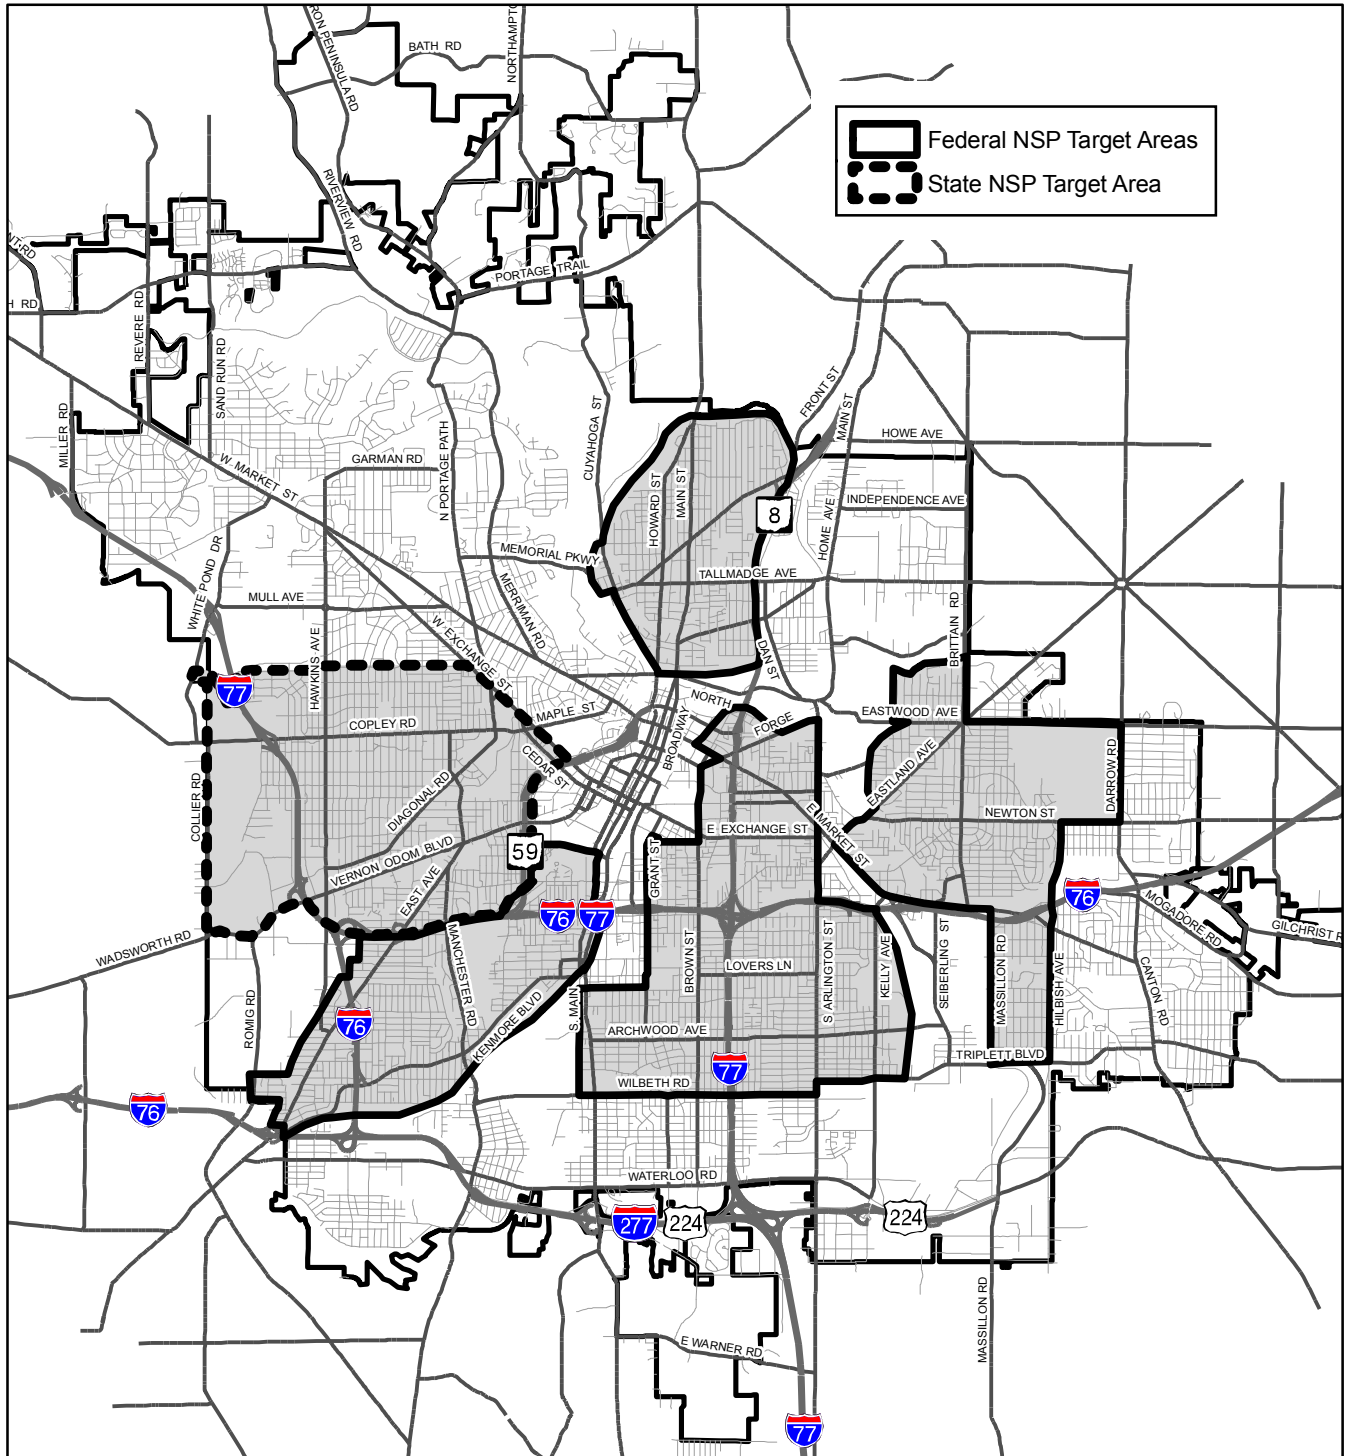 RON PENINSULA RD
BATH RD
NORTHAMPTO
Federal NSP Target Areas
State NSP Target Area
RIVERVIEW RD
NT RD
PORTAGE TRAIL
H RD
REVERE RD
SAND RUN RD
MILLER RD
FRONT ST
MAIN ST
CUYAHOGA ST
HOWE AVE
N PORTAGE PATH
GARMAN RD
W MARKET ST
HOWARD ST
MAIN ST
INDEPENDENCE AVE
8
HOME AVE
MEMORIAL PKWY
TALLMADGE AVE
WHITE POND DR
MULL AVE
MERRIMAN RD
BRITTAIN RD
W EXCHANGE ST
HAWKINS AVE
DAN ST
77
NORTH
COPLEY RD
MAPLE ST
BROADWAY
FORGE
EASTWOOD AVE
CEDAR ST
EASTLAND AVE
DARROW RD
COLLIER RD
DIAGONAL RD
NEWTON ST
E EXCHANGE ST
E MARKET ST
VERNON ODOM BLVD
59
GRANT ST
EAST AVE
76
77
76
MOGADORE RD
GILCHRIST R
WADSWORTH RD
MANCHESTER RD
BROWN ST
LOVERS LN
S ARLINGTON ST
KELLY AVE
SEIBERLING ST
MASSILLON RD
HILBISH AVE
CANTON RD
ROMIG RD
76
KENMORE BLVD
S. MAIN
ARCHWOOD AVE
TRIPLETT BLVD
77
WILBETH RD
76
WATERLOO RD
277
224
224
MASSILLON RD
E WARNER RD
77